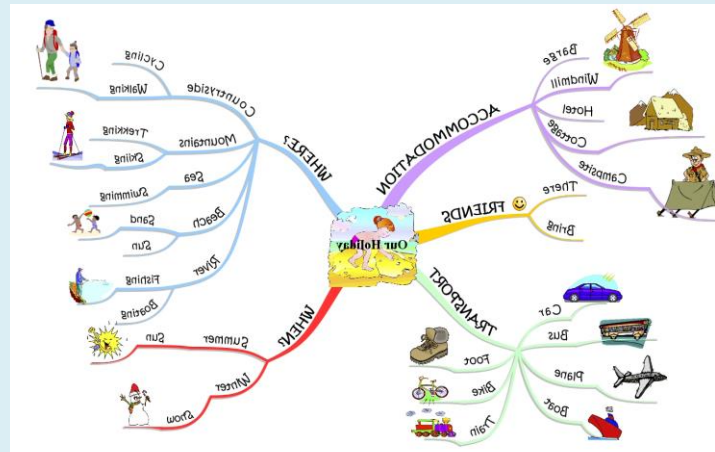 Our Holiday
ACCOMMODATION
Barge
Windmill
Hotel
Cottage
Campsite
FRIENDS
There
Bring
TRANSPORT
Car
Bus
Plane
Boat
Foot
Bike
Train
WHEN?
Summer
Sun
Winter
Snow
WHERE?
Countryside
Cycling
Walking
Mountains
Trekking
Skiing
Sea
Swimming
Beach
Sand
Sun
River
Fishing
Boating